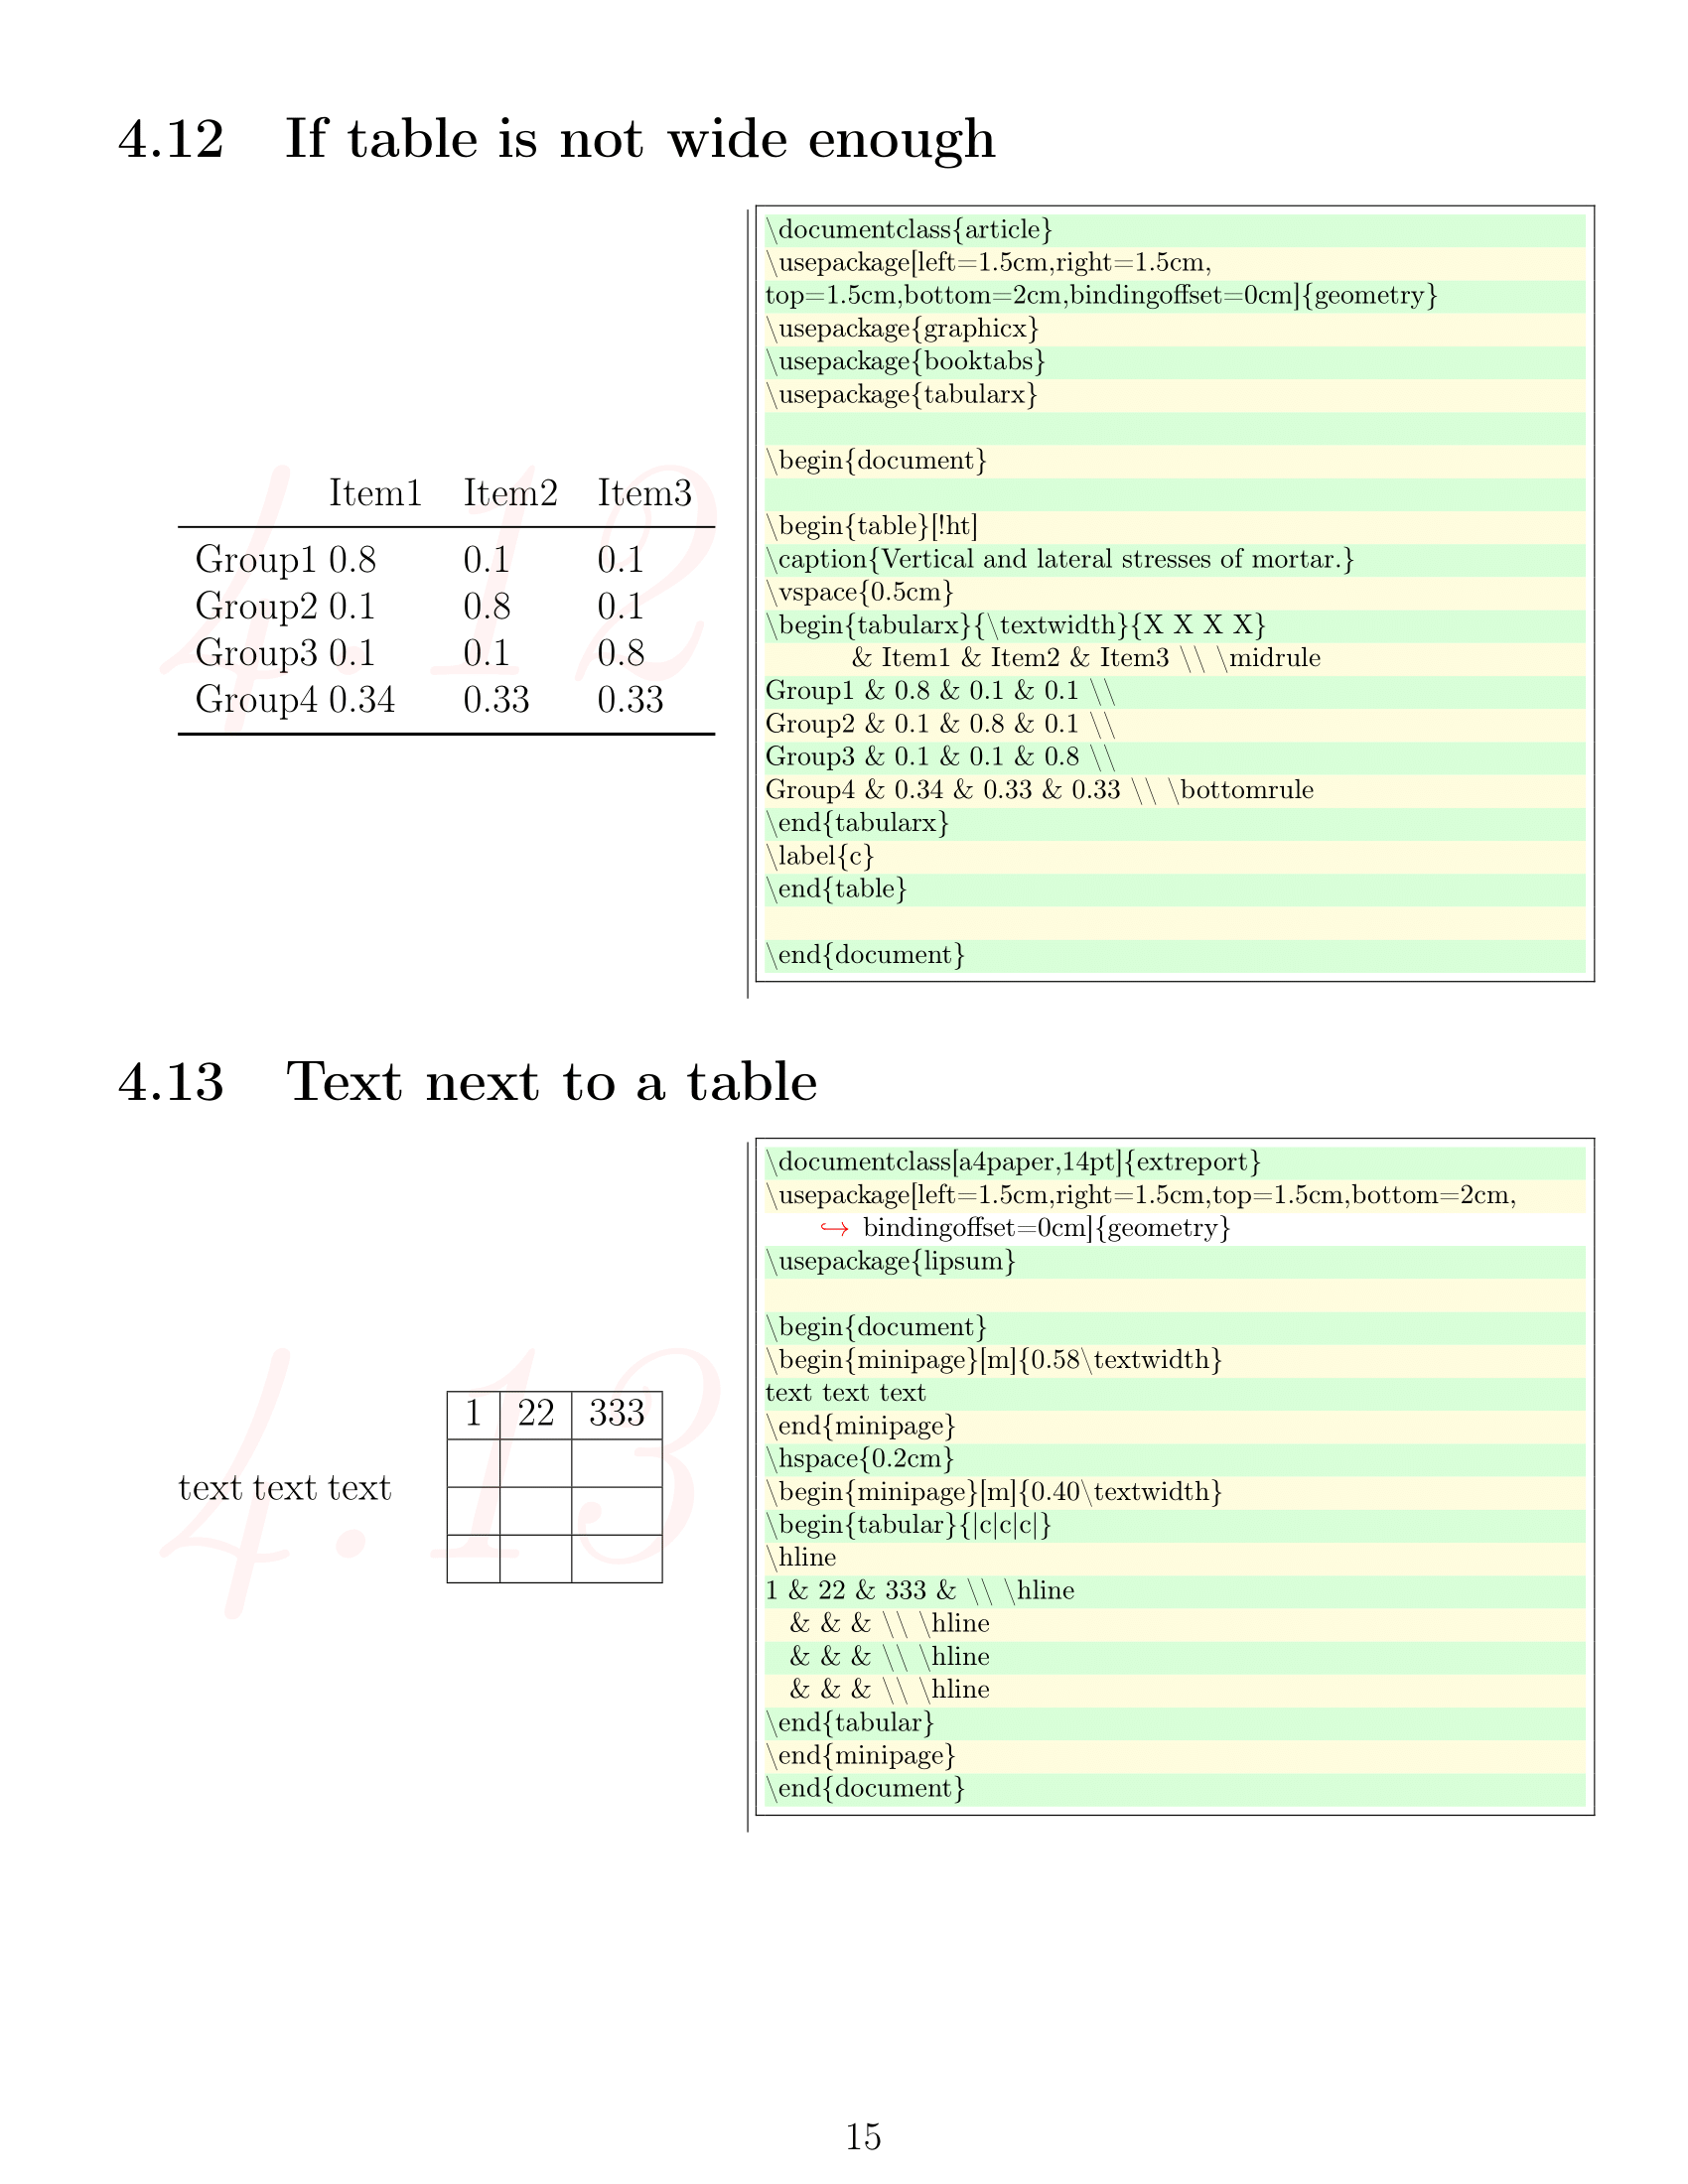 4.12 If table is not wide enough
Item1 Item2 Item3
Group1 0.8 0.1 0.1
Group2 0.1 0.8 0.1
Group3 0.1 0.1 0.8
Group4 0.34 0.33 0.33
4.12
\documentclass{article}
\usepackage[left=1.5cm,right=1.5cm,
top=1.5cm,bottom=2cm,bindingoffset=0cm]{geometry}
\usepackage{graphicx}
\usepackage{booktabs}
\usepackage{tabularx}
\begin{document}
\begin{table}[!ht]
\caption{Vertical and lateral stresses of mortar.}
\vspace{0.5cm}
\begin{tabularx}{\textwidth}{X X X X}
& Item1 & Item2 & Item3 \\ \midrule
Group1 & 0.8 & 0.1 & 0.1 \\
Group2 & 0.1 & 0.8 & 0.1 \\
Group3 & 0.1 & 0.1 & 0.8 \\
Group4 & 0.34 & 0.33 & 0.33 \\ \bottomrule
\end{tabularx}
\label{c}
\end{table}
\end{document}
4.13 Text next to a table
text text text
1 22 333
4.13
\documentclass[a4paper,14pt]{extreport}
\usepackage[left=1.5cm,right=1.5cm,top=1.5cm,bottom=2cm,
↪ bindingoffset=0cm]{geometry}
\usepackage{lipsum}
\begin{document}
\begin{minipage}[m]{0.58\textwidth}
text text text
\end{minipage}
\hspace{0.2cm}
\begin{minipage}[m]{0.40\textwidth}
\begin{tabular}{|c|c|c|}
\hline
1 & 22 & 333 & \\ \hline
& & & \\ \hline
& & & \\ \hline
& & & \\ \hline
\end{tabular}
\end{minipage}
\end{document}
15